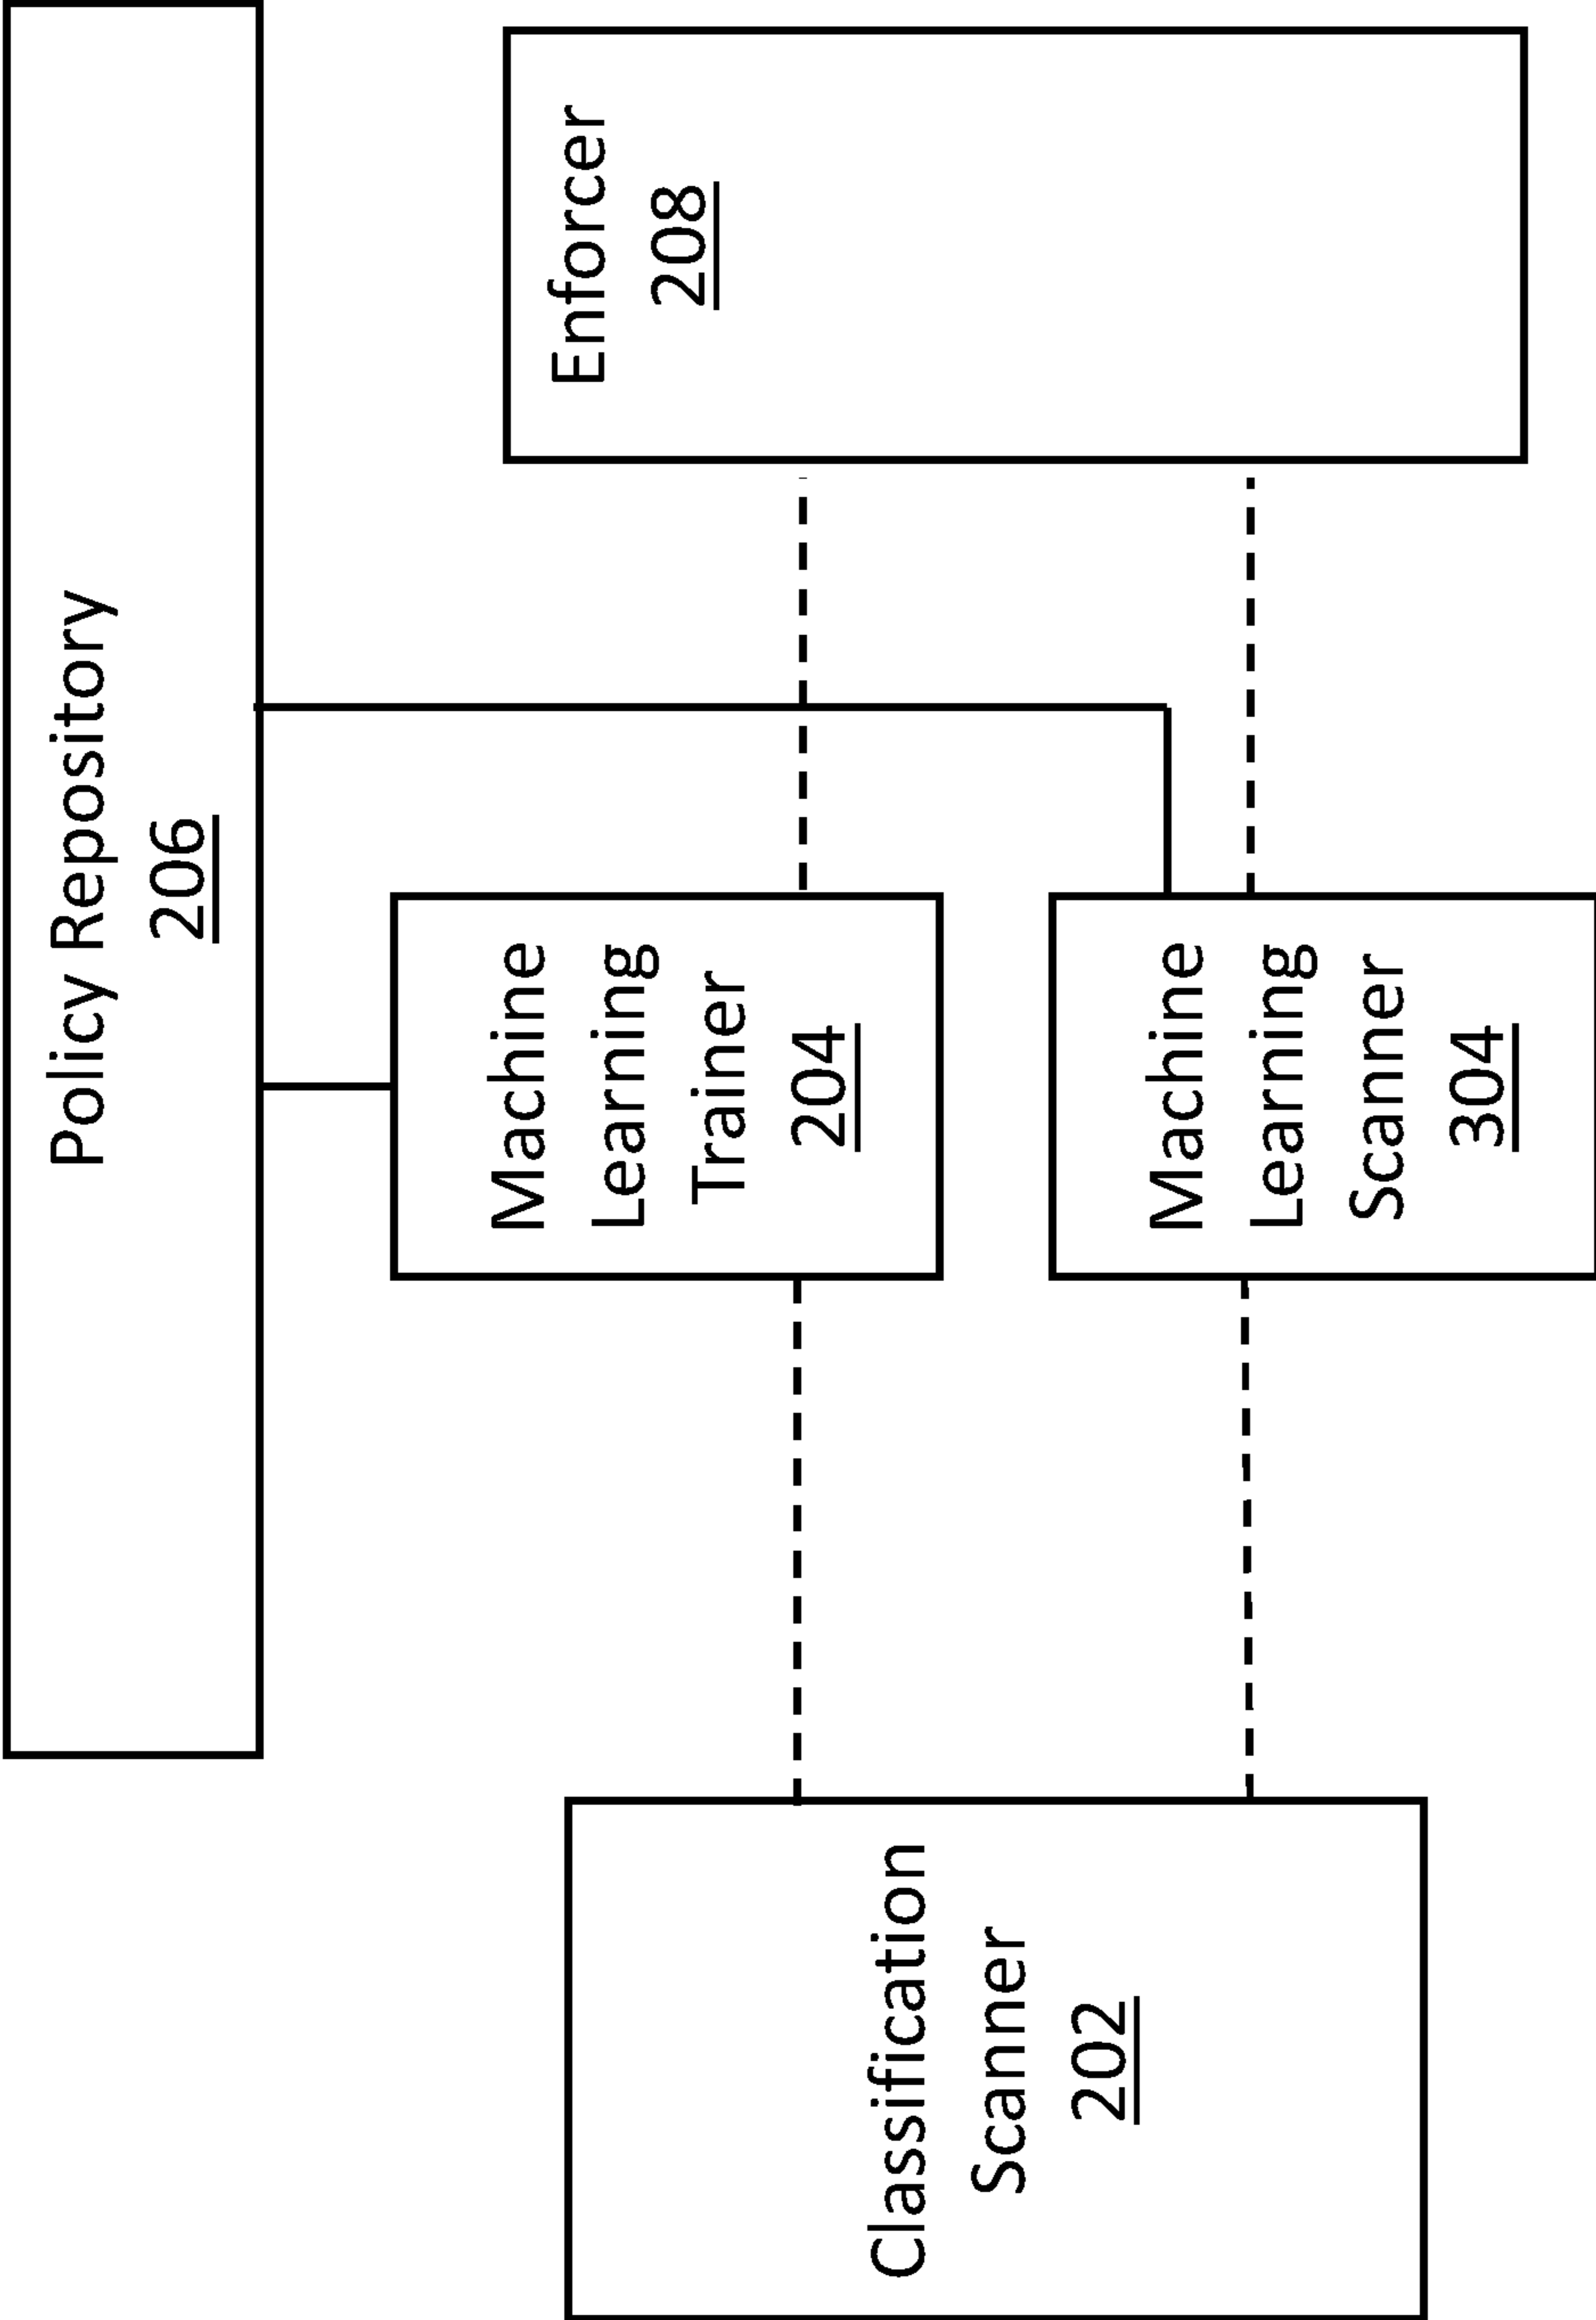 Policy Repository
206
Classification
Scanner
202
Machine
Learning
Trainer
204
Machine
Learning
Scanner
304
Enforcer
208